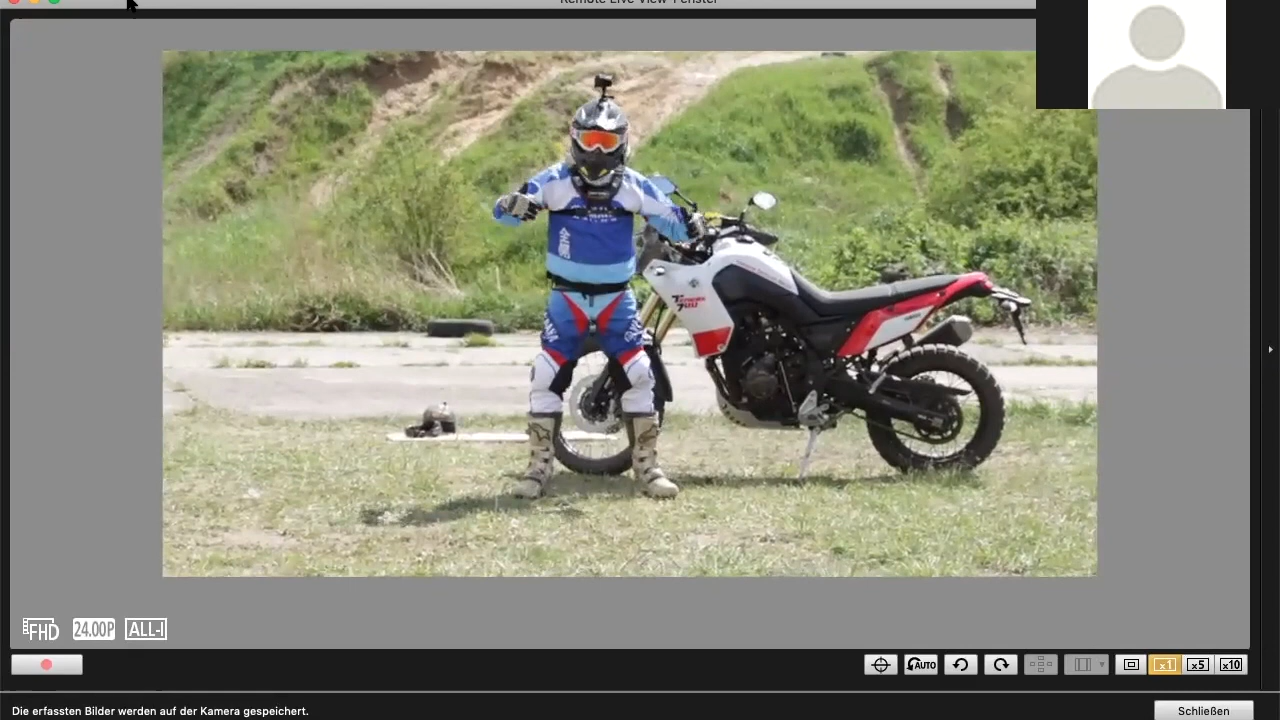 Remote Live View-Fenster
FHD
24.00P
ALL-I
AUTO
x1
x5
x10
Die erfassten Bilder werden auf der Kamera gespeichert.
Schließen